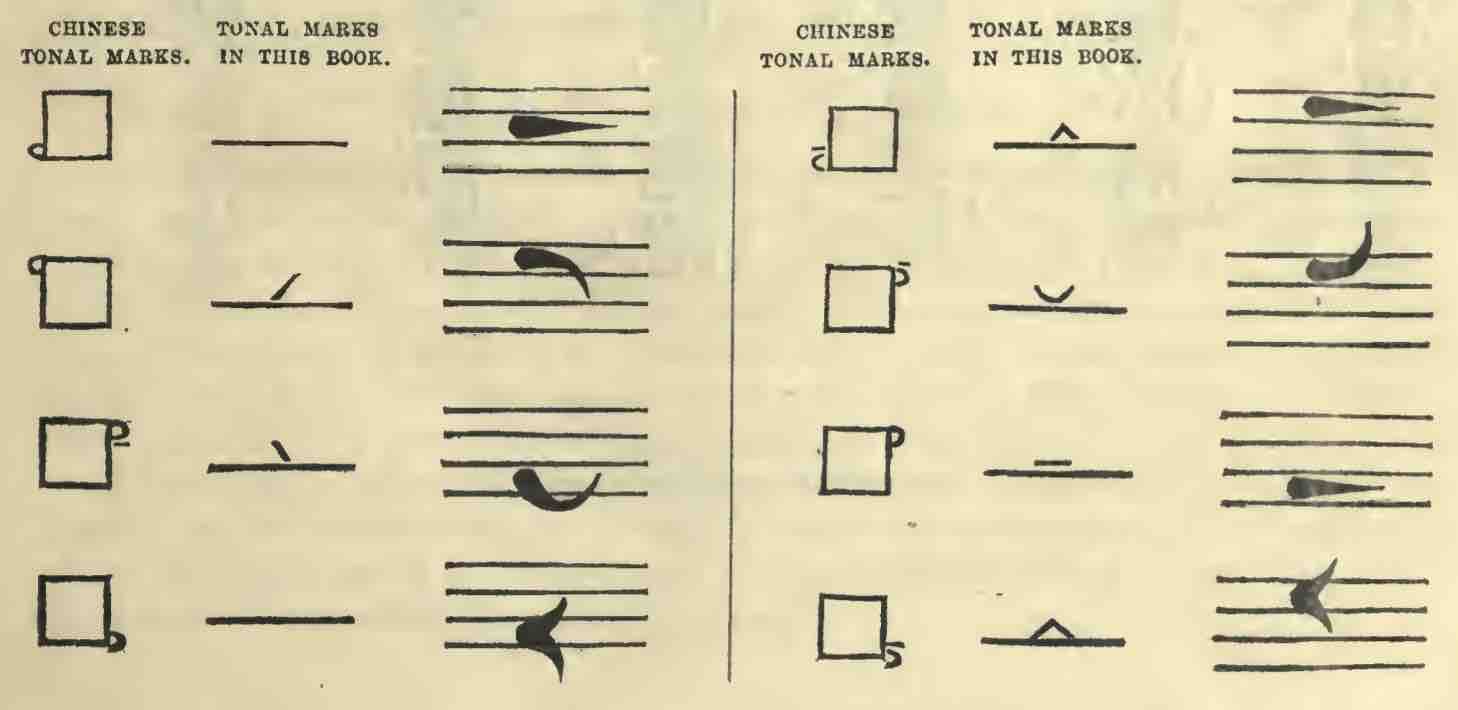 CHINESE
TONAL MARKS.
TONAL MARKS
IN THIS BOOK.
CHINESE
TONAL MARKS.
TONAL MARKS
IN THIS BOOK.